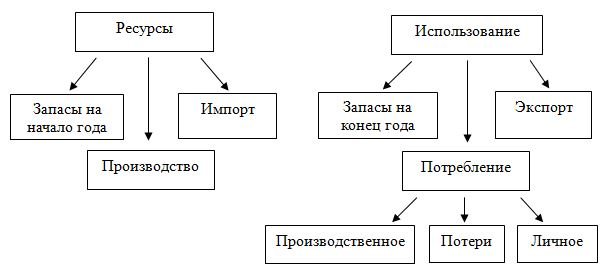 Ресурсы
Запасы на
начало года
Производство
Импорт
Использование
Запасы на
конец года
Экспорт
Потребление
Производственное
Потери
Личное